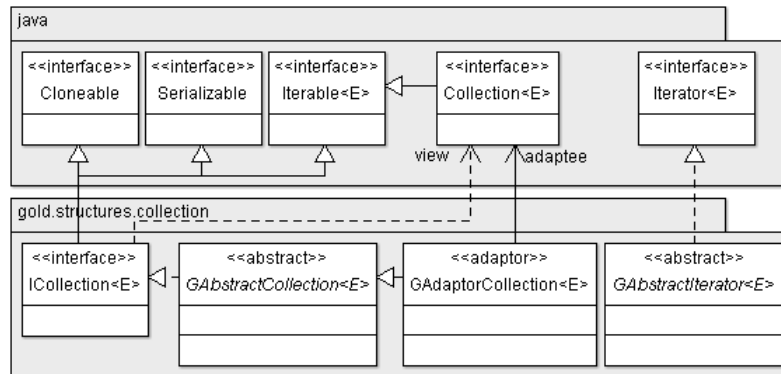 java
<<interface>> <<interface>> <<interface>> <<interface>> <<interface>>
Cloneable Serializable Iterable<E> Collection<E> Iterator<E>
view adaptee
gold.structures.collection
<<interface>> <<abstract>> <<adaptor>> <<abstract>>
ICollection<E> GAbstractCollection<E> GAdaptorCollection<E> GAbstractIterator<E>